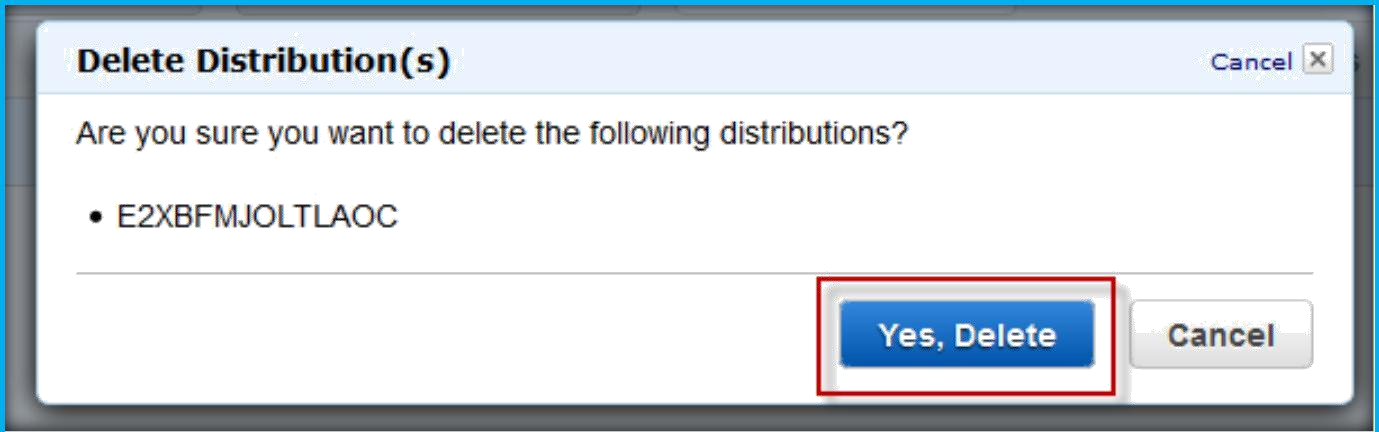 Delete Distribution(s)
Cancel
Are you sure you want to delete the following distributions?
• E2XBFMJOLTLAOC
Yes, Delete
Cancel